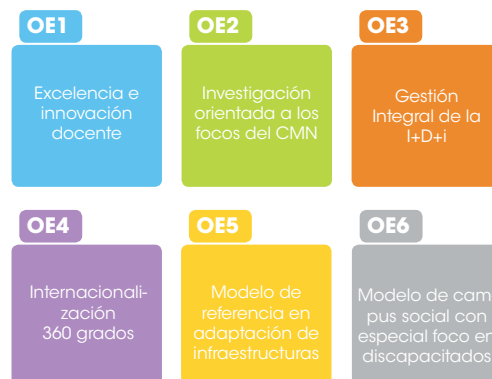 OE1
Excelencia e
innovación
docente
OE2
Investigación
orientada a los
focos del CMN
OE3
Gestión
Integral de la
I+D+i
OE4
Internacionali-
zación
360 grados
OE5
Modelo de
referencia en
adaptación de
infraestructuras
OE6
Modelo de cam
pus social con
especial foco en
discapacitados